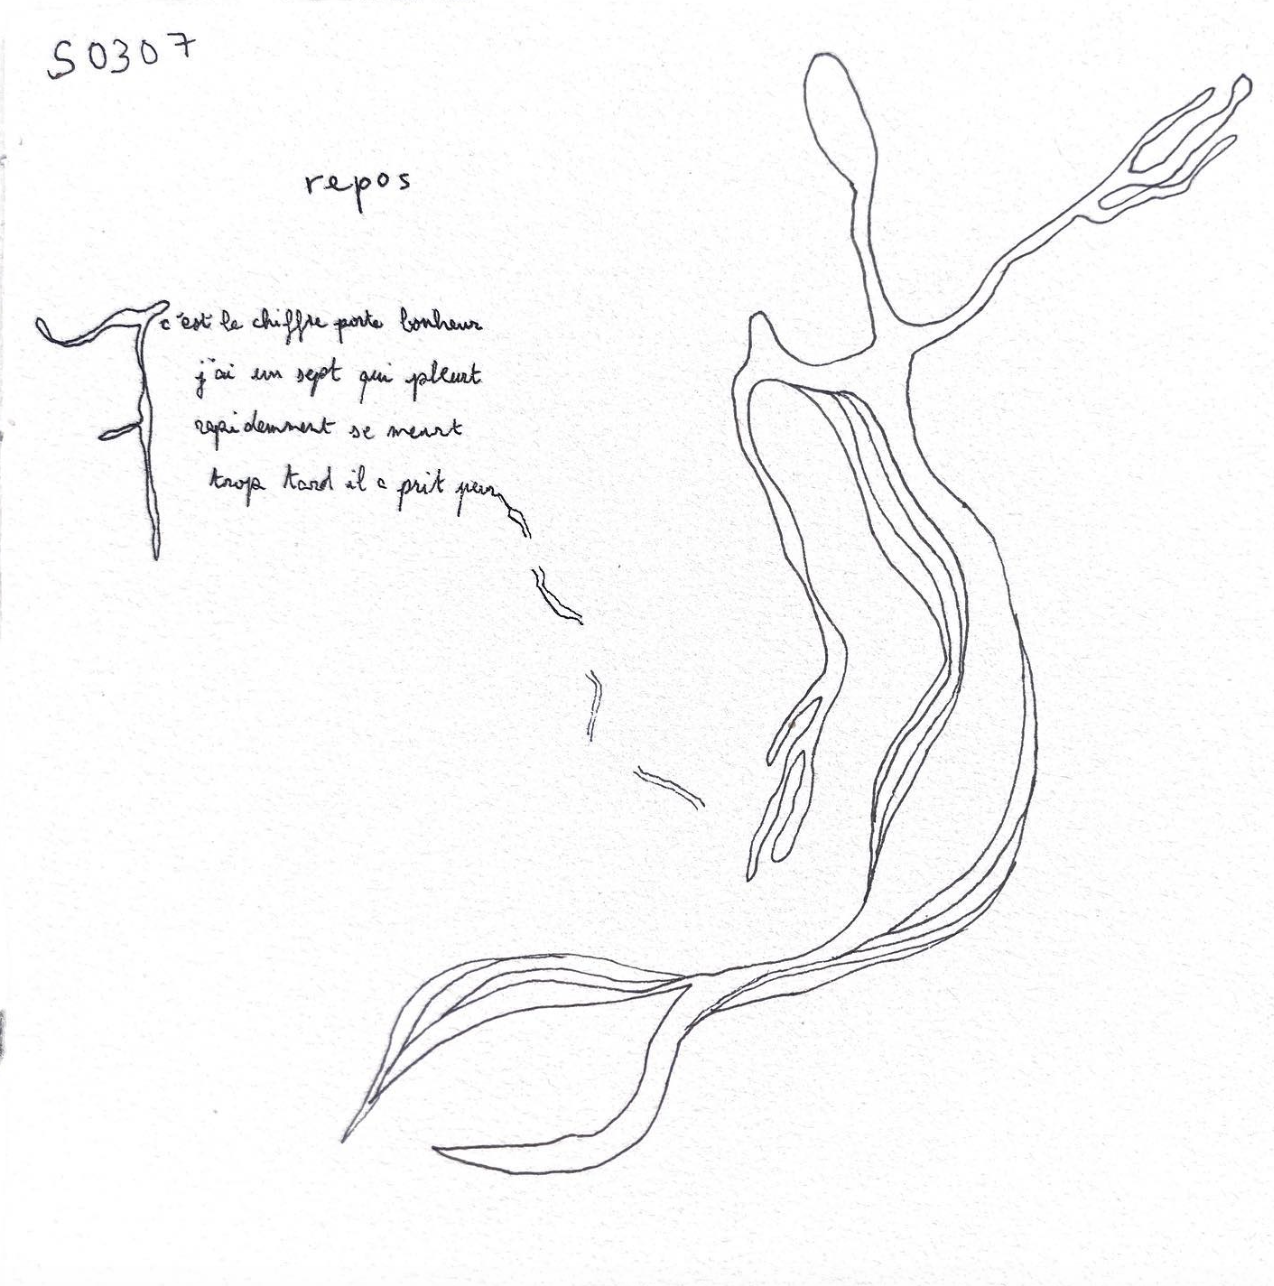 S0307
repos
7 c'est le chiffre porte bonheur
j'ai un sept qui pleurt
rapidemment se meurt
trop tard il a prit peur